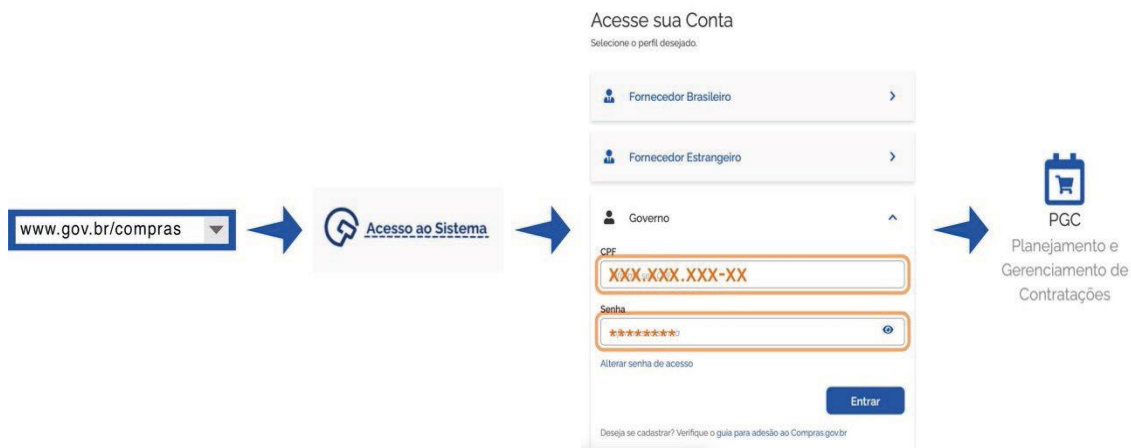 www.gov.br/compras
Acesso ao Sistema
Acesse sua Conta
Selecione o perfil desejado.
Fornecedor Brasileiro
Fornecedor Estrangeiro
Governo
CPF
XXX.XXX.XXX-XX
Senha
********
Alterar senha de acesso
Entrar
Deseja se cadastrar? Verifique o guia para adesão ao Compras.gov.br
PGC
Planejamento e
Gerenciamento de
Contratações